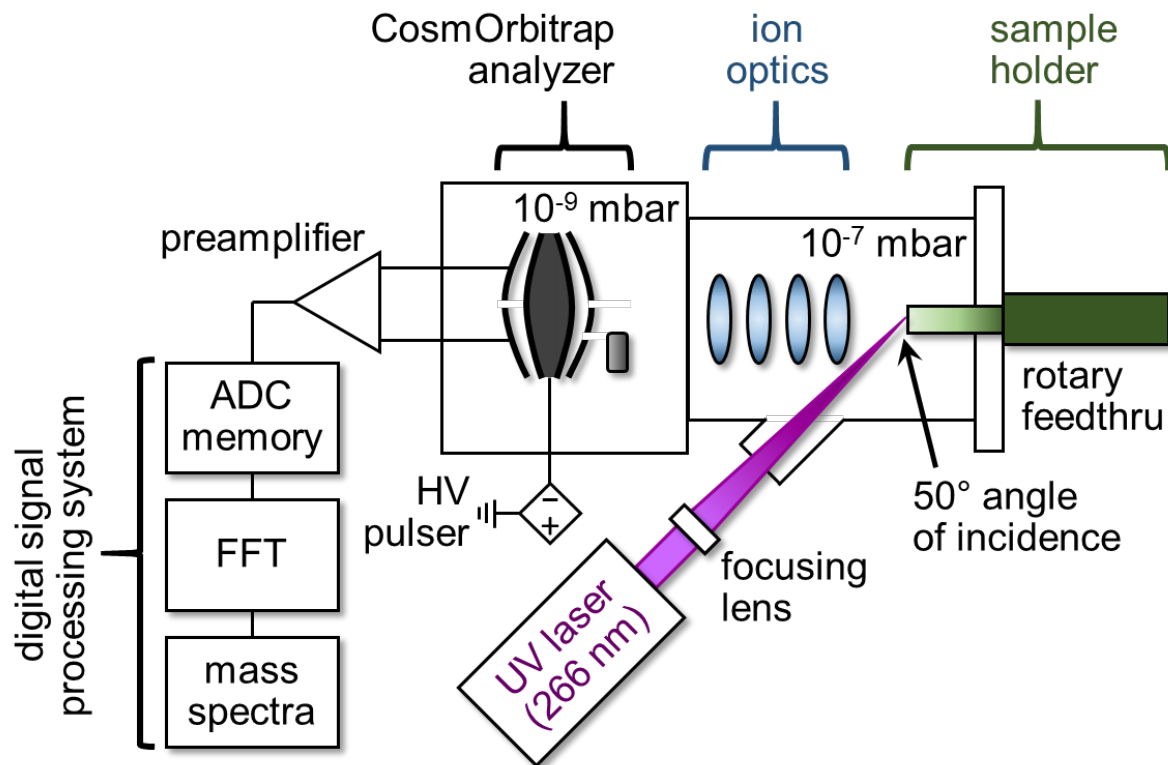 CosmOrbitrap
analyzer
ion
optics
sample
holder
10⁻⁹ mbar
10⁻⁷ mbar
preamplifier
rotary
feedthru
ADC
memory
HV
pulser
−
+
50° angle
of incidence
FFT
focusing
lens
digital signal
processing system
UV laser
(266 nm)
mass
spectra